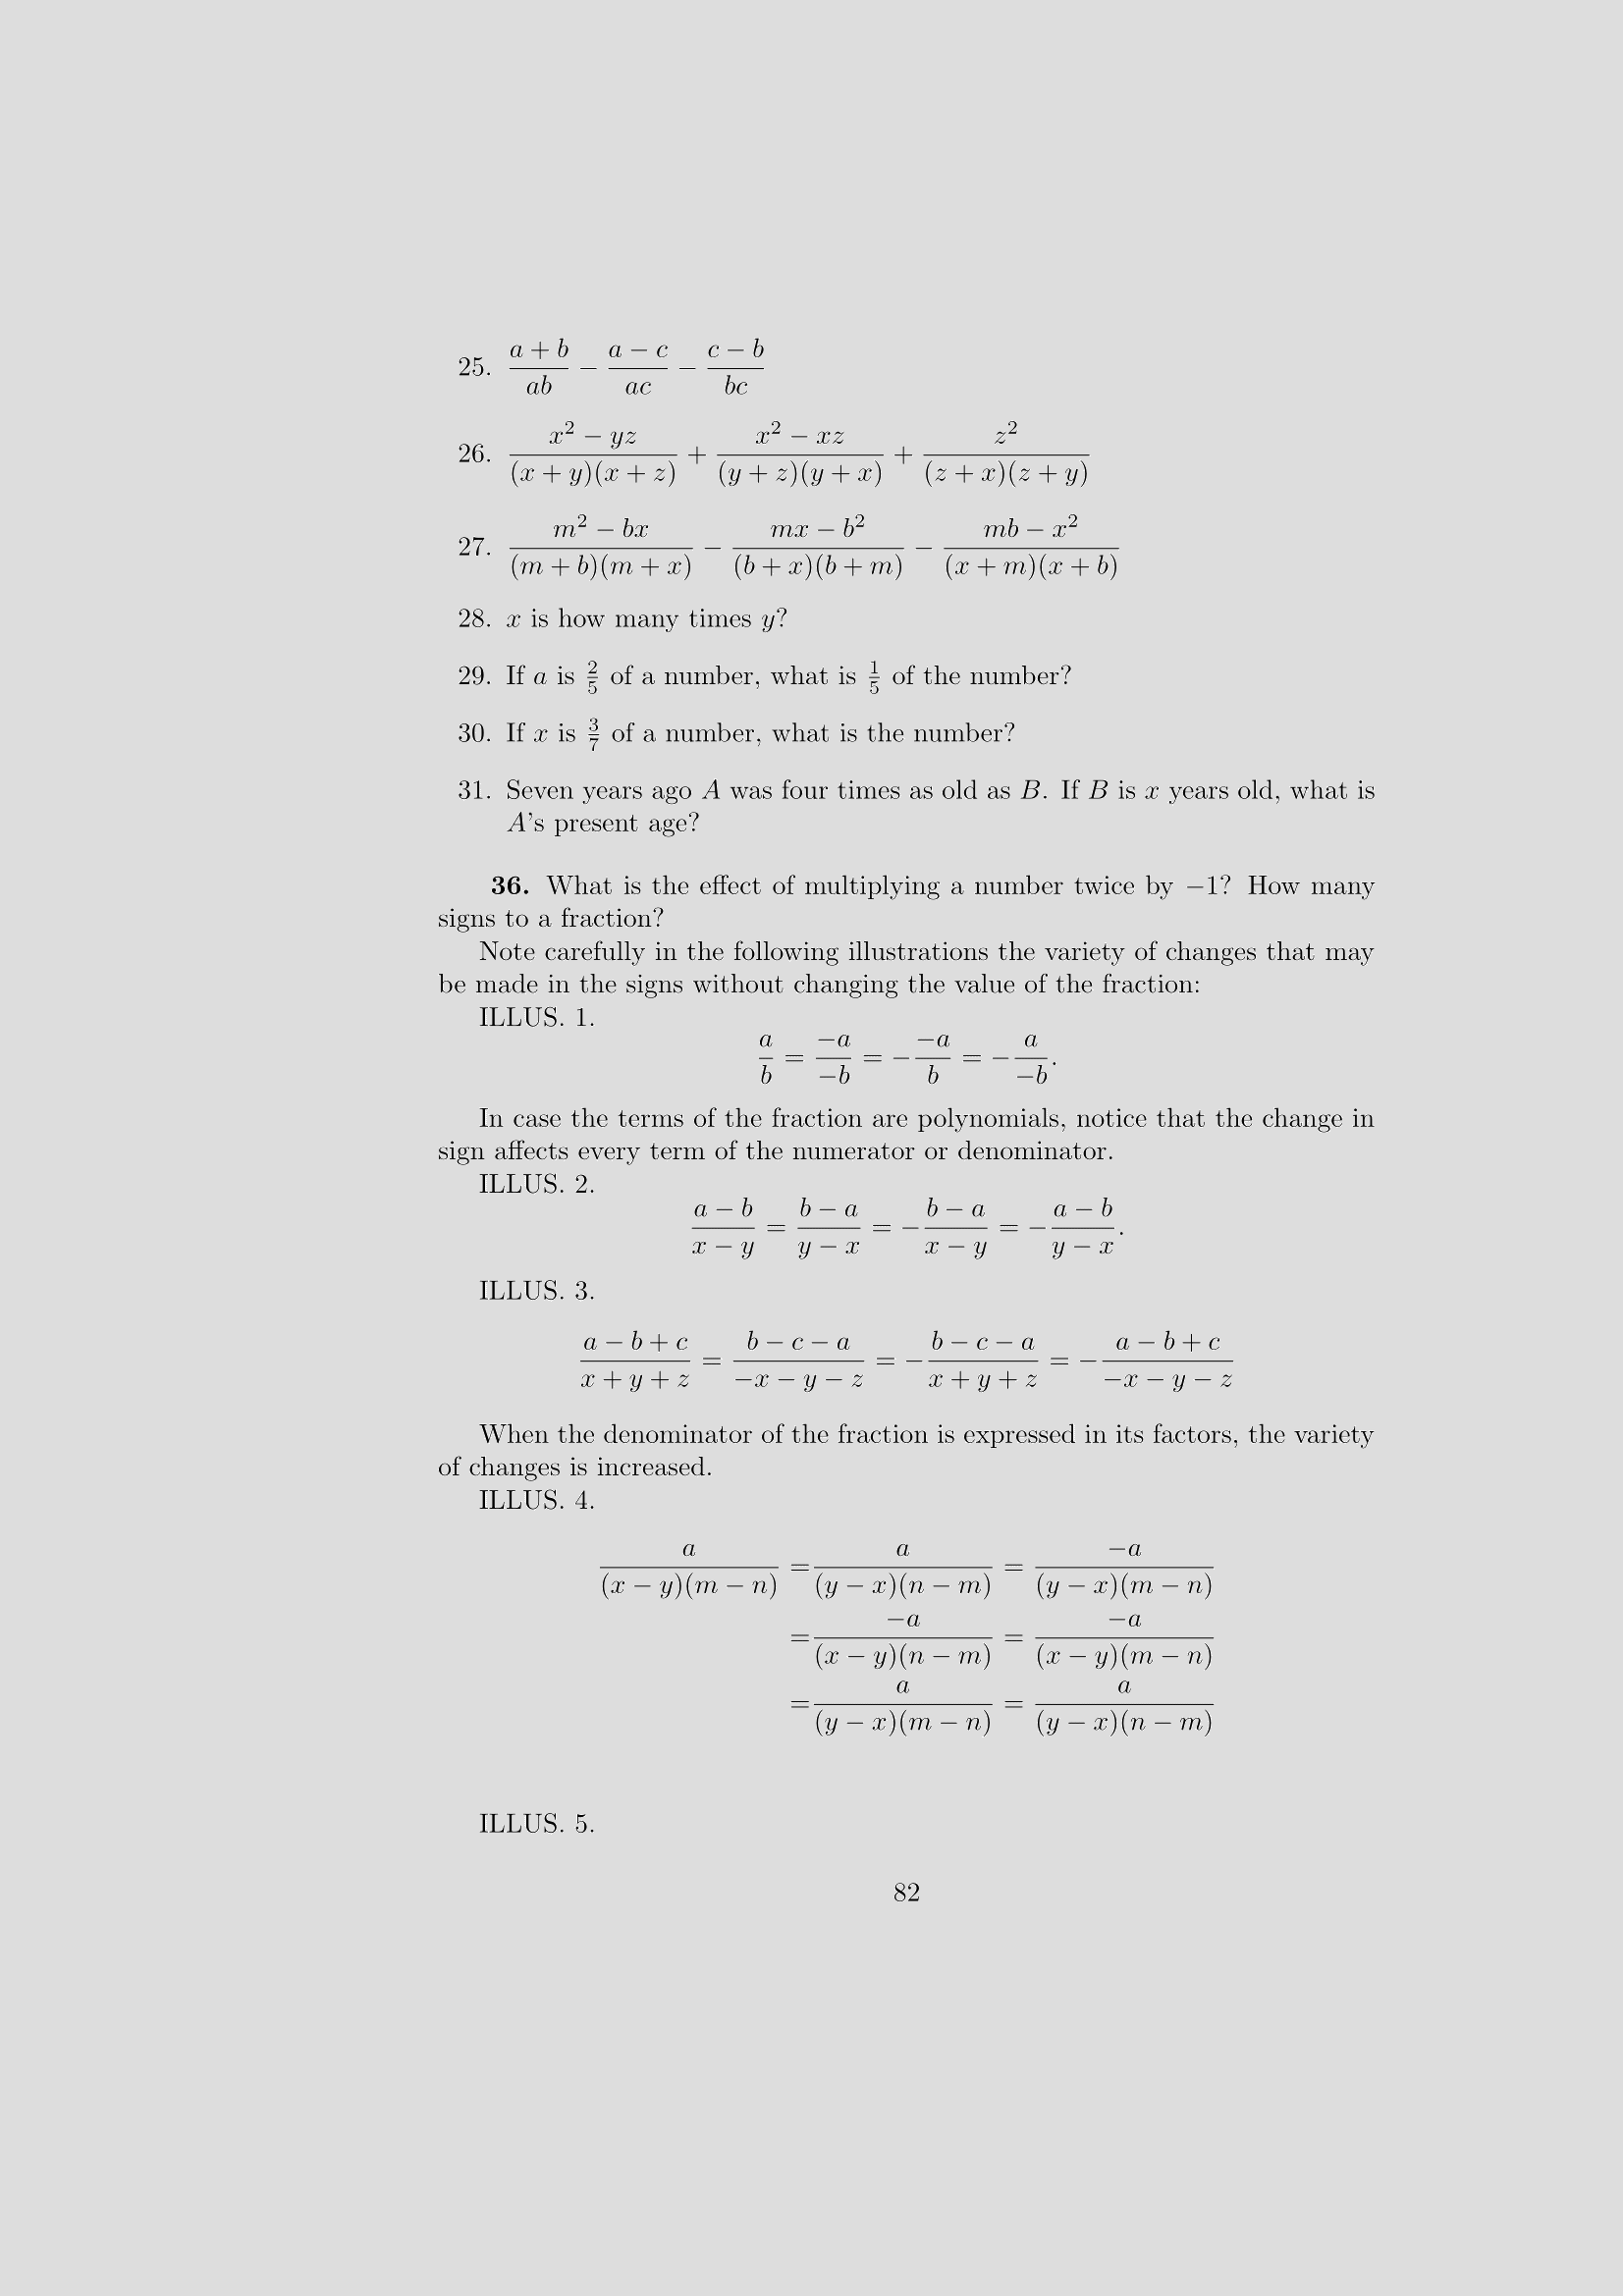 25. \frac{a+b}{ab} - \frac{a-c}{ac} - \frac{c-b}{bc}
26. \frac{x^2-yz}{(x+y)(x+z)} + \frac{x^2-xz}{(y+z)(y+x)} + \frac{z^2}{(z+x)(z+y)}
27. \frac{m^2-bx}{(m+b)(m+x)} - \frac{mx-b^2}{(b+x)(b+m)} - \frac{mb-x^2}{(x+m)(x+b)}
28. x is how many times y?
29. If a is \frac{2}{5} of a number, what is \frac{1}{5} of the number?
30. If x is \frac{3}{7} of a number, what is the number?
31. Seven years ago A was four times as old as B. If B is x years old, what is
A's present age?
36. What is the effect of multiplying a number twice by −1? How many
signs to a fraction?
Note carefully in the following illustrations the variety of changes that may
be made in the signs without changing the value of the fraction:
ILLUS. 1.
\frac{a}{b} = \frac{-a}{-b} = -\frac{-a}{b} = -\frac{a}{-b}.
In case the terms of the fraction are polynomials, notice that the change in
sign affects every term of the numerator or denominator.
ILLUS. 2.
\frac{a-b}{x-y} = \frac{b-a}{y-x} = -\frac{b-a}{x-y} = -\frac{a-b}{y-x}.
ILLUS. 3.
\frac{a-b+c}{x+y+z} = \frac{b-c-a}{-x-y-z} = -\frac{b-c-a}{x+y+z} = -\frac{a-b+c}{-x-y-z}
When the denominator of the fraction is expressed in its factors, the variety
of changes is increased.
ILLUS. 4.
\frac{a}{(x-y)(m-n)} = \frac{a}{(y-x)(n-m)} = \frac{-a}{(y-x)(m-n)}
= \frac{-a}{(x-y)(n-m)} = \frac{-a}{(x-y)(m-n)}
= \frac{a}{(y-x)(m-n)} = \frac{a}{(y-x)(n-m)}
ILLUS. 5.
82